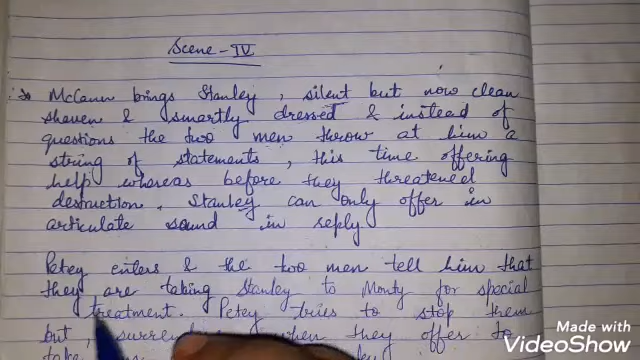 Scene - IV
McCann brings Stanley, silent but now clean
shaven & smartly dressed & instead of
questions the two men throw at him a
string of statements, this time offering
help whereas before they threatened
destruction. Stanley can only offer in
articulate sound in reply
Petey enters & the two men tell him that
they are taking Stanley to Monty for special
treatment. Petey tries to stop them
but, when they offer to
take
Made with
VideoShow